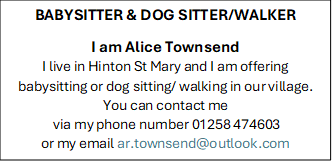 BABYSITTER & DOG SITTER/WALKER
I am Alice Townsend
I live in Hinton St Mary and I am offering
babysitting or dog sitting/ walking in our village.
You can contact me
via my phone number 01258 474603
or my email ar.townsend@outlook.com